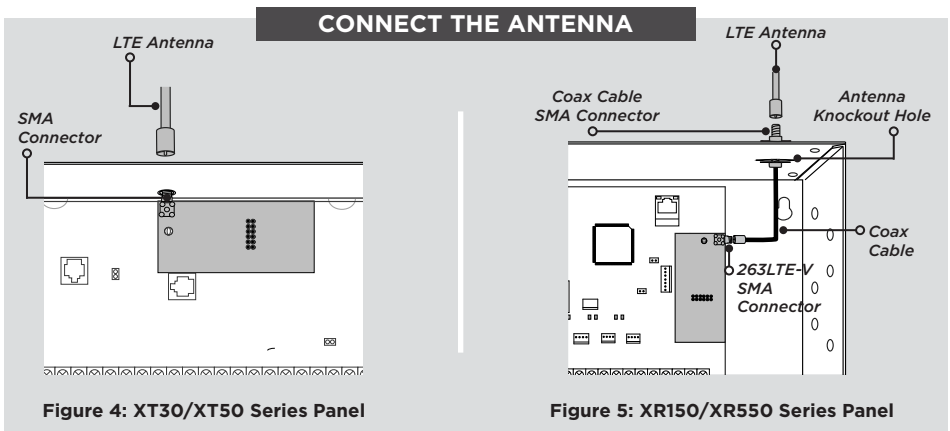 CONNECT THE ANTENNA
LTE Antenna
SMA
Connector
Figure 4: XT30/XT50 Series Panel
LTE Antenna
Coax Cable
SMA Connector
Antenna
Knockout Hole
Coax
Cable
263LTE-V
SMA
Connector
Figure 5: XR150/XR550 Series Panel